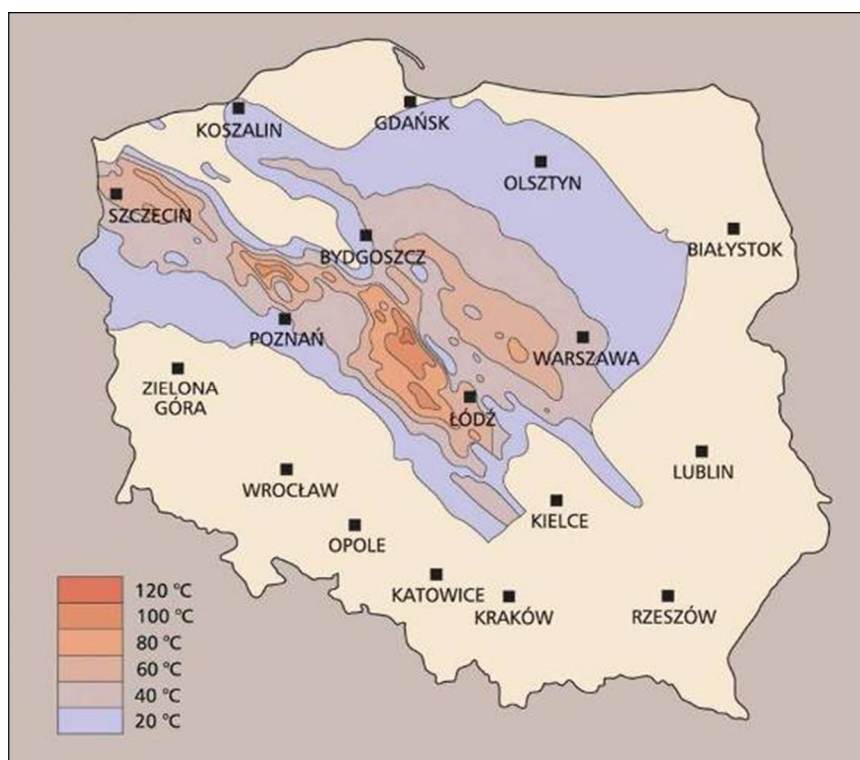 KOSZALIN
GDAŃSK
OLSZTYN
SZCZECIN
BIAŁYSTOK
BYDGOSZCZ
POZNAŃ
WARSZAWA
ZIELONA
GÓRA
ŁÓDŹ
LUBLIN
WROCŁAW
KIELCE
OPOLE
KATOWICE
KRAKÓW
RZESZÓW
120 °C
100 °C
80 °C
60 °C
40 °C
20 °C